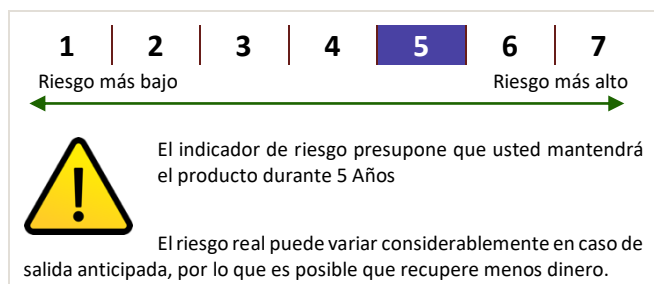 1 2 3 4 5 6 7
Riesgo más bajo Riesgo más alto
El indicador de riesgo presupone que usted mantendrá
el producto durante 5 Años
El riesgo real puede variar considerablemente en caso de
salida anticipada, por lo que es posible que recupere menos dinero.